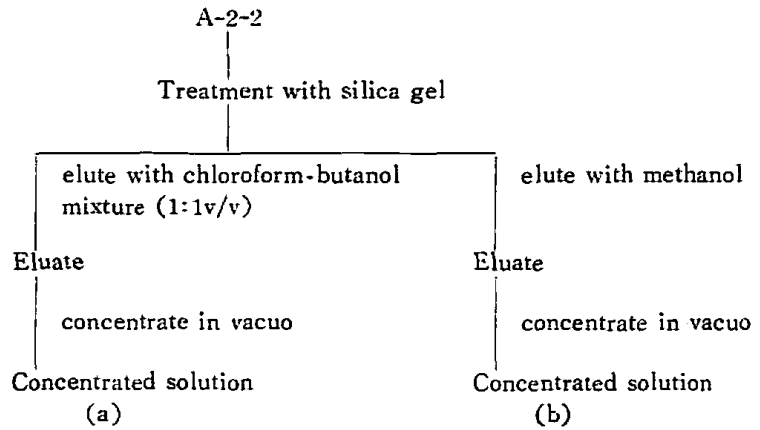 A-2-2
Treatment with silica gel
elute with chloroform-butanol
mixture (1:1v/v)
elute with methanol
Eluate
Eluate
concentrate in vacuo
concentrate in vacuo
Concentrated solution
(a)
Concentrated solution
(b)